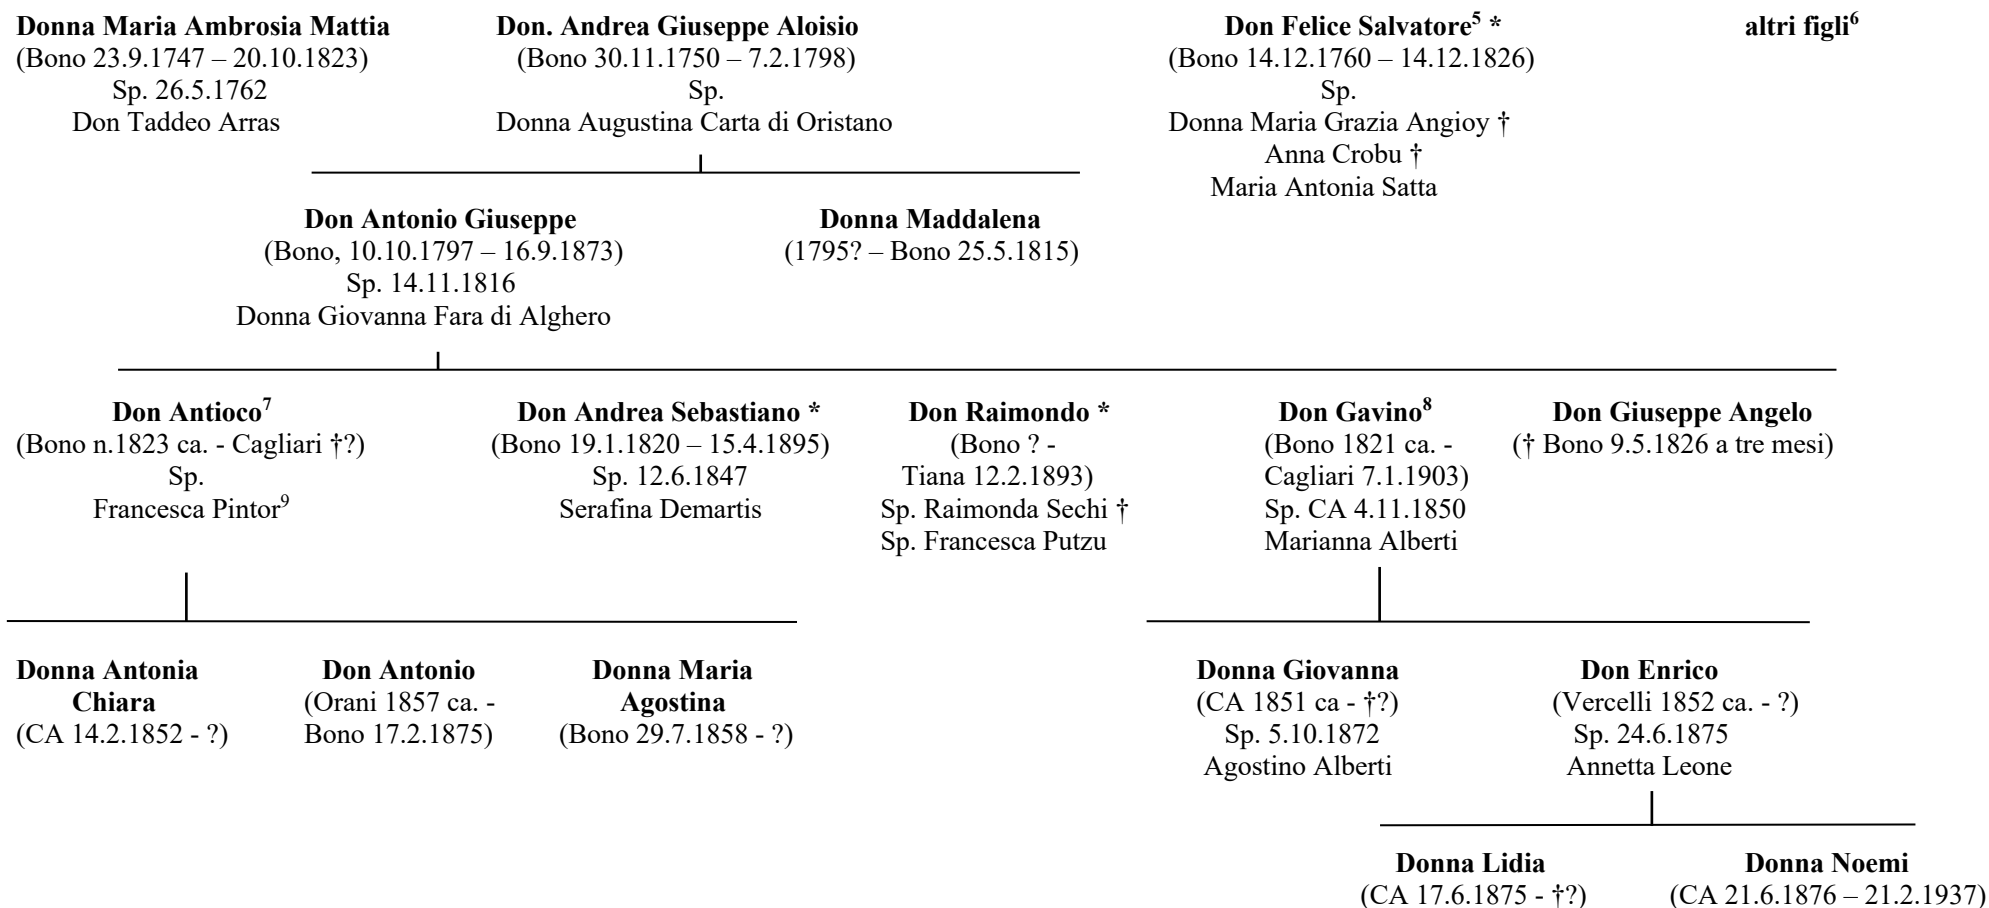 Donna Maria Ambrosia Mattia
(Bono 23.9.1747 – 20.10.1823)
Sp. 26.5.1762
Don Taddeo Arras
Don. Andrea Giuseppe Aloisio
(Bono 30.11.1750 – 7.2.1798)
Sp.
Donna Augustina Carta di Oristano
Don Felice Salvatore⁵ *
(Bono 14.12.1760 – 14.12.1826)
Sp.
Donna Maria Grazia Angioy †
Anna Crobu †
Maria Antonia Satta
altri figli⁶
Don Antonio Giuseppe
(Bono, 10.10.1797 – 16.9.1873)
Sp. 14.11.1816
Donna Giovanna Fara di Alghero
Donna Maddalena
(1795? – Bono 25.5.1815)
Don Antioco⁷
(Bono n.1823 ca. - Cagliari †?)
Sp.
Francesca Pintor⁹
Don Andrea Sebastiano *
(Bono 19.1.1820 – 15.4.1895)
Sp. 12.6.1847
Serafina Demartis
Don Raimondo *
(Bono ? -
Tiana 12.2.1893)
Sp. Raimonda Sechi †
Sp. Francesca Putzu
Don Gavino⁸
(Bono 1821 ca. -
Cagliari 7.1.1903)
Sp. CA 4.11.1850
Marianna Alberti
Don Giuseppe Angelo
(† Bono 9.5.1826 a tre mesi)
Donna Antonia
Chiara
(CA 14.2.1852 - ?)
Don Antonio
(Orani 1857 ca. -
Bono 17.2.1875)
Donna Maria
Agostina
(Bono 29.7.1858 - ?)
Donna Giovanna
(CA 1851 ca - †?)
Sp. 5.10.1872
Agostino Alberti
Don Enrico
(Vercelli 1852 ca. - ?)
Sp. 24.6.1875
Annetta Leone
Donna Lidia
(CA 17.6.1875 - †?)
Donna Noemi
(CA 21.6.1876 – 21.2.1937)